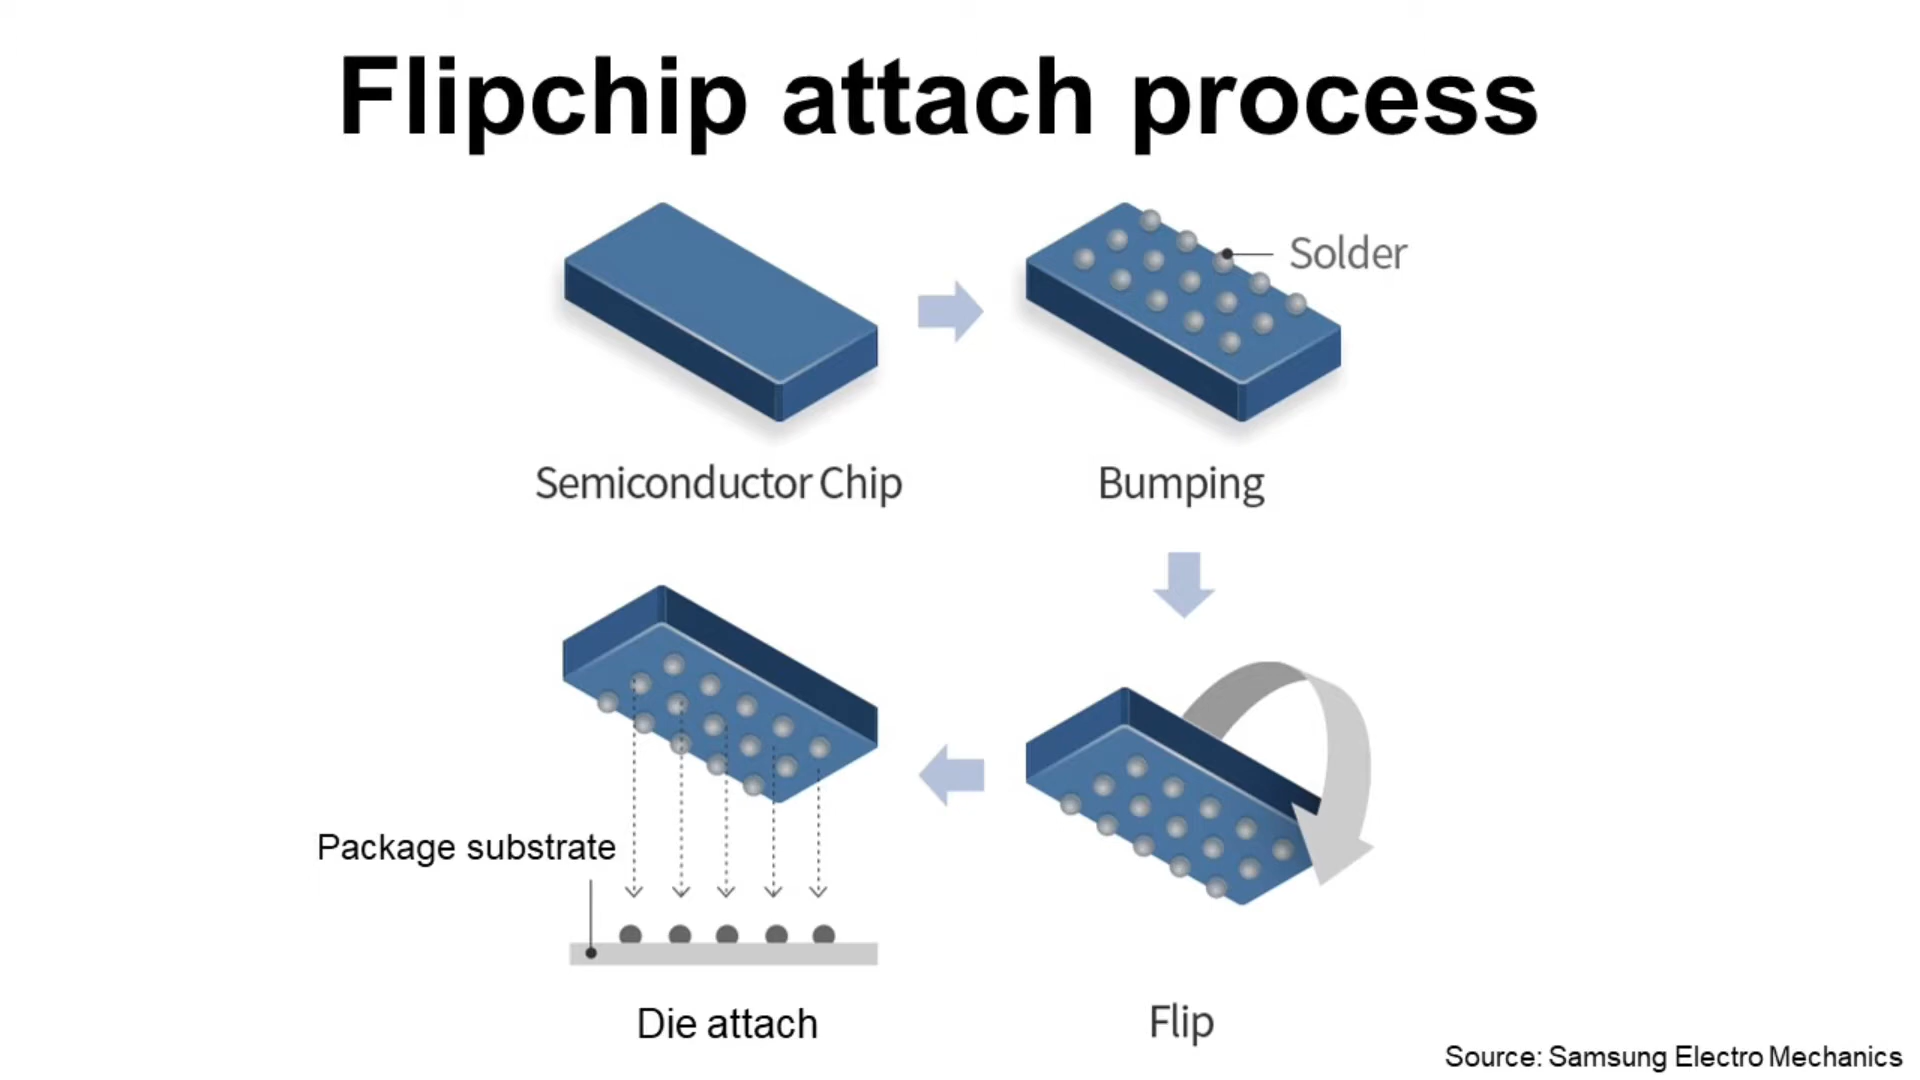 Flipchip attach process
Solder
Semiconductor Chip
Bumping
Package substrate
Die attach
Flip
Source: Samsung Electro Mechanics